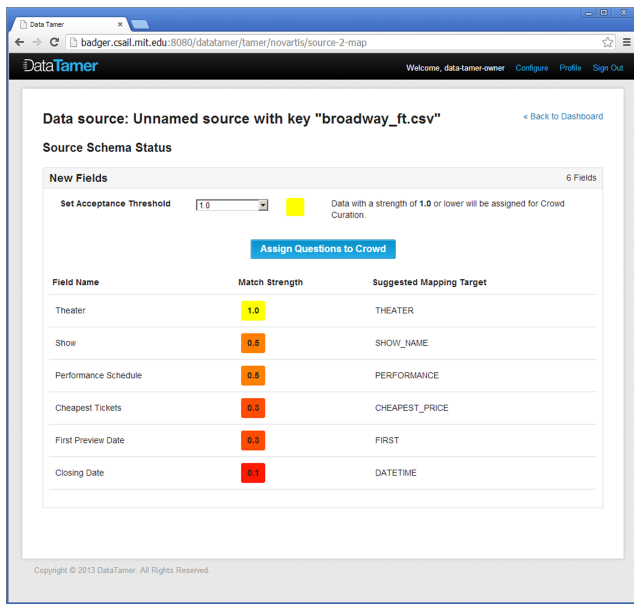 Data Tamer
badger.csail.mit.edu:8080/datatamer/tamer/novartis/source-2-map
DataTamer
Welcome, data-tamer-owner Configure Profile Sign Out
Data source: Unnamed source with key "broadway_ft.csv"
« Back to Dashboard
Source Schema Status
New Fields
6 Fields
Set Acceptance Threshold
1.0
Data with a strength of 1.0 or lower will be assigned for Crowd
Curation.
Assign Questions to Crowd
Field Name Match Strength Suggested Mapping Target
Theater 1.0 THEATER
Show 0.5 SHOW_NAME
Performance Schedule 0.5 PERFORMANCE
Cheapest Tickets 0.3 CHEAPEST_PRICE
First Preview Date 0.3 FIRST
Closing Date 0.1 DATETIME
Copyright © 2013 DataTamer. All Rights Reserved.